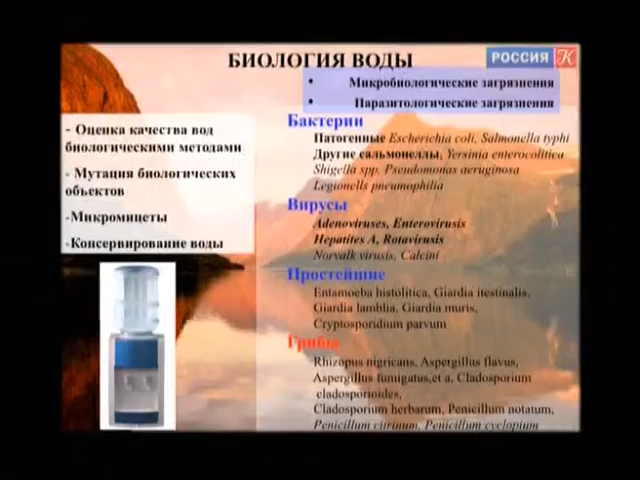 БИОЛОГИЯ ВОДЫ
РОССИЯ К
• Микробиологические загрязнения
• Паразитологические загрязнения
- Оценка качества вод
биологическими методами
- Мутация биологических
объектов
-Микромицеты
-Консервирование воды
Бактерии
Патогенные Escherichia coli, Salmonella typhi
Другие сальмонеллы, Yersinia enterocolitica
Shigella spp. Pseudomonas aeruginosa
Legionells pneumophilia
Вирусы
Adenoviruses, Enterovirusis
Hepatites A, Rotavirusis
Norvalk virusis, Calcini
Простейшие
Entamoeba histolitica, Giardia itestinalis,
Giardia lamblia, Giardia muris,
Cryptosporidium parvum
Грибы
Rhizopus nigricans, Aspergillus flavus,
Aspergillus fumigatus,et a, Cladosporium
cladosporioides,
Cladosporium herbarum, Penicillum notatum,
Penicillum citrinum, Penicillum cyclopium